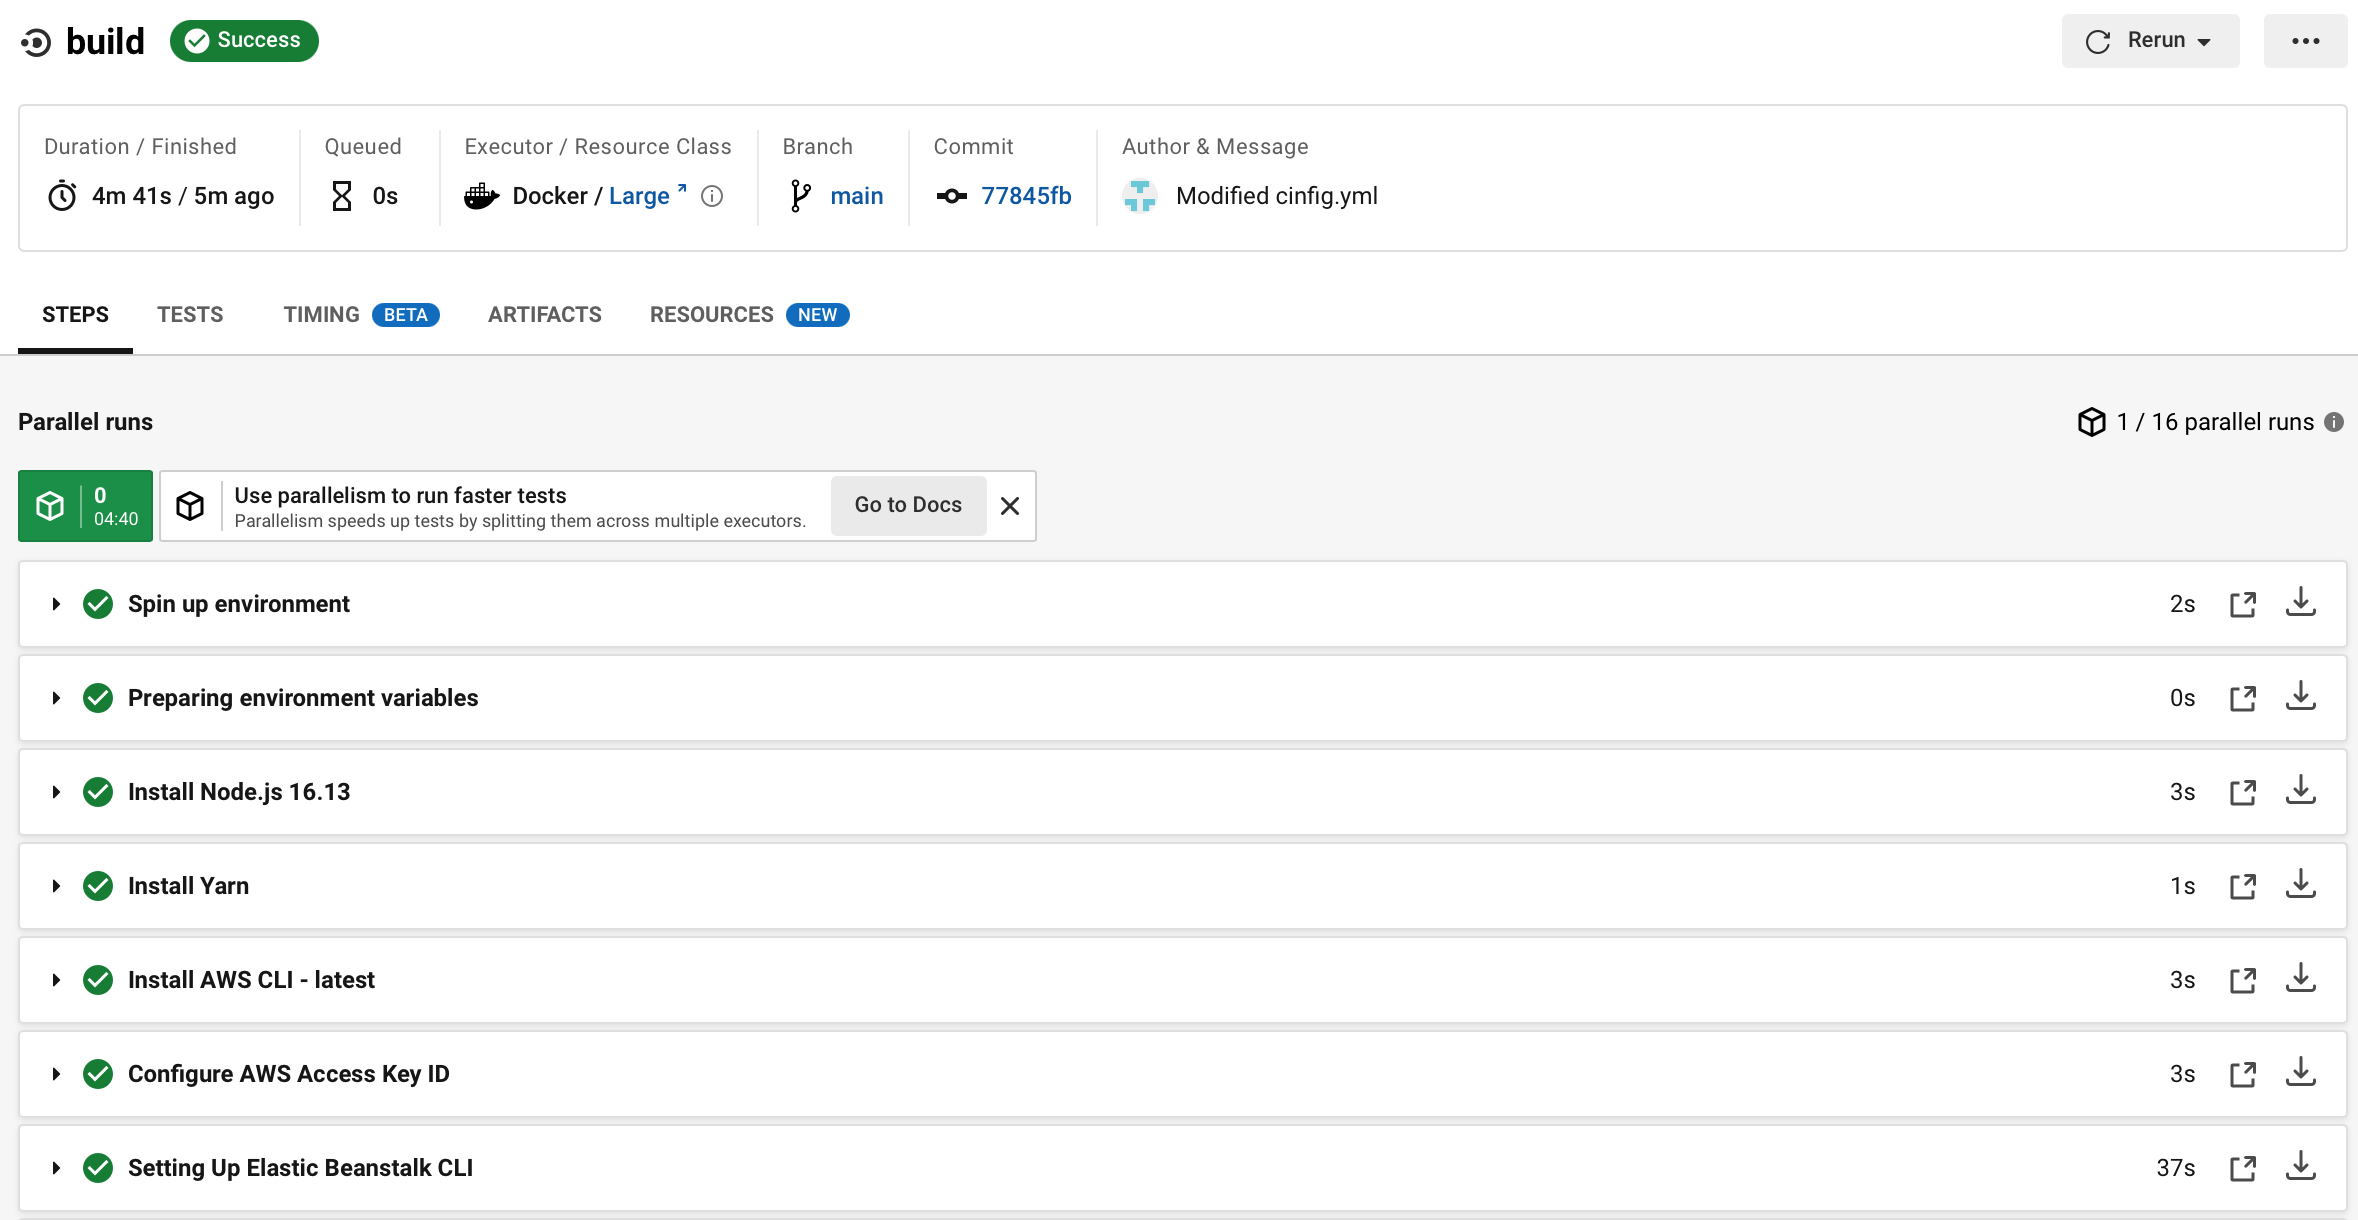 build Success Rerun
Duration / Finished Queued Executor / Resource Class Branch Commit Author & Message
4m 41s / 5m ago 0s Docker / Large main 77845fb Modified cinfig.yml
STEPS TESTS TIMING BETA ARTIFACTS RESOURCES NEW
Parallel runs 1 / 16 parallel runs
0
04:40
Use parallelism to run faster tests
Parallelism speeds up tests by splitting them across multiple executors.
Go to Docs
Spin up environment 2s
Preparing environment variables 0s
Install Node.js 16.13 3s
Install Yarn 1s
Install AWS CLI - latest 3s
Configure AWS Access Key ID 3s
Setting Up Elastic Beanstalk CLI 37s